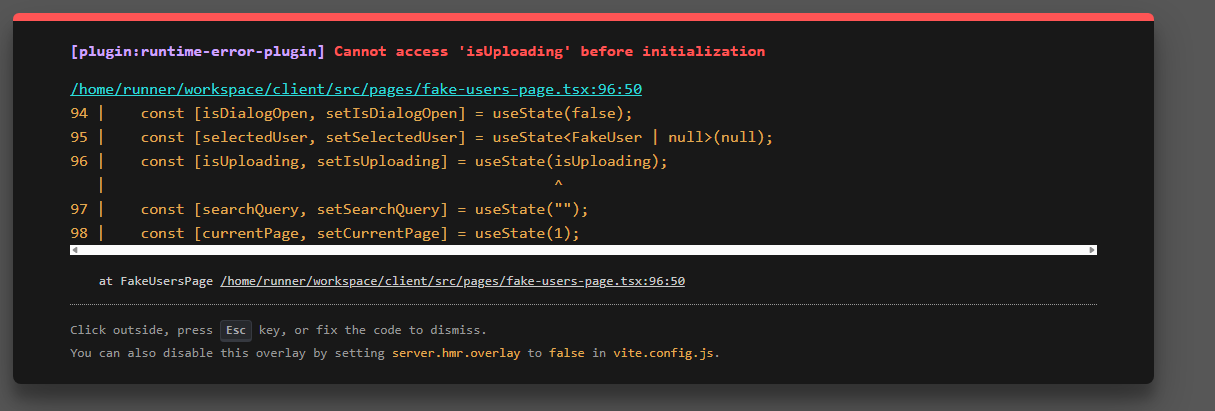 [plugin:runtime-error-plugin] Cannot access 'isUploading' before initialization
/home/runner/workspace/client/src/pages/fake-users-page.tsx:96:50
94 |    const [isDialogOpen, setIsDialogOpen] = useState(false);
95 |    const [selectedUser, setSelectedUser] = useState<FakeUser | null>(null);
96 |    const [isUploading, setIsUploading] = useState(isUploading);
   |                                                   ^
97 |    const [searchQuery, setSearchQuery] = useState("");
98 |    const [currentPage, setCurrentPage] = useState(1);
at FakeUsersPage /home/runner/workspace/client/src/pages/fake-users-page.tsx:96:50
Click outside, press Esc key, or fix the code to dismiss.
You can also disable this overlay by setting server.hmr.overlay to false in vite.config.js.